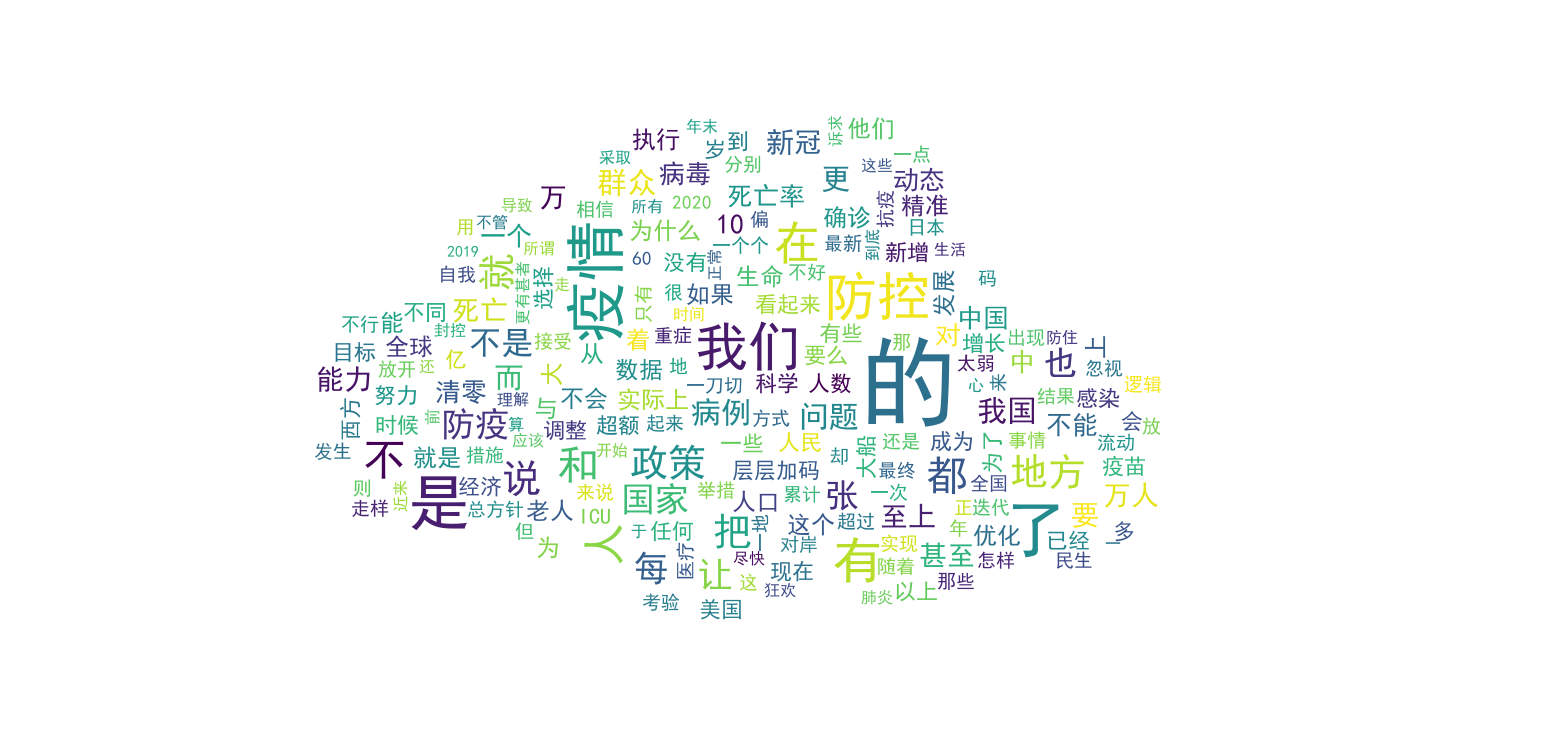 年末
诉求
执行
岁
到
新冠
他们
采取
分别
一点
这些
病毒
群众
更
动态
死亡率
万
导致
相信
所有
2020
抗疫
精准
用
不管
一个
10
偏
确诊
日本
为什么
疫情
在
2019
所谓
一个个
最新
到底
新增
生活
就
60
没有
正常
自我
更有甚者
选择
走
很
生命
不好
发展
码
如果
只有
防控
看起来
死亡
不同
时间
中国
不行
能
封控
不是
接受
着
重症
我们
有些
那
对
增长
出现
防住
上
目标
全球
亿
从
要么
的
太弱
中
也
忽视
能力
放开
还
而
大
数据
地
一刀切
科学
人数
心
来
逻辑
努力
清零
理解
与
不会
实际上
我国
结果
感染
西方
时候
前
防疫
算
调整
超额
起来
病例
方式
问题
不能
会
放
发生
就是
措施
应该
开始
一些
人民
却
大船
还是
成为
为了
事情
流动
不
说
和
政策
层层加码
最终
都
地方
疫苗
则
近来
是
经济
来说
国家
举措
累计
张
一次
全国
万人
走样
总方针
老人
ICU
人口
至上
正
迭代
了
要
但
为
人
于
任何
把
这个
超过
年
优化
已经
一
多
每
医疗
尽快
对岸
有
实现
甚至
怎样
民生
让
这
现在
随着
那些
狂欢
考验
美国
肺炎
以上